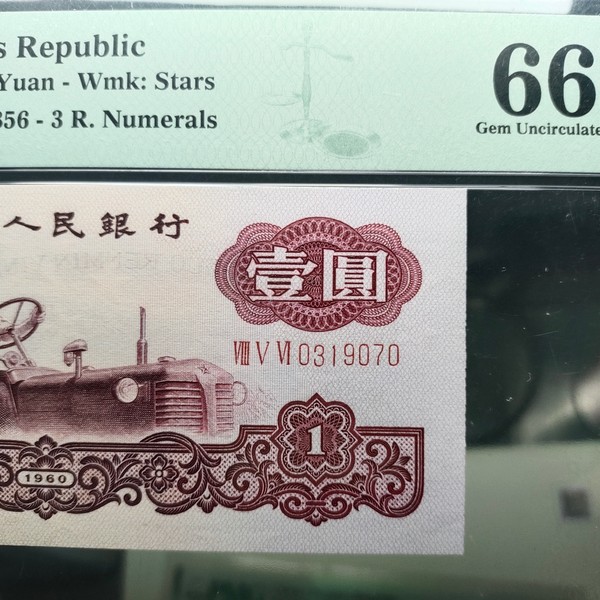 s Republic
Yuan - Wmk: Stars
356 - 3 R. Numerals
66
Gem Uncirculate
人民銀行
壹圓
VIII V VI 0319070
1
1960